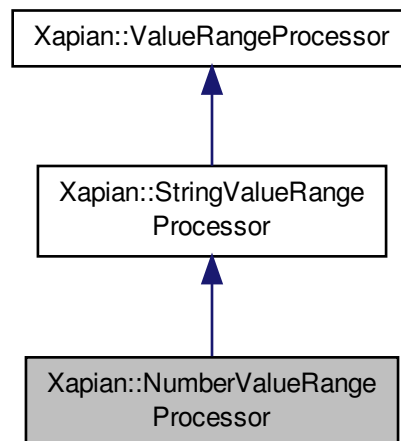 Xapian::ValueRangeProcessor
Xapian::StringValueRange
Processor
Xapian::NumberValueRange
Processor